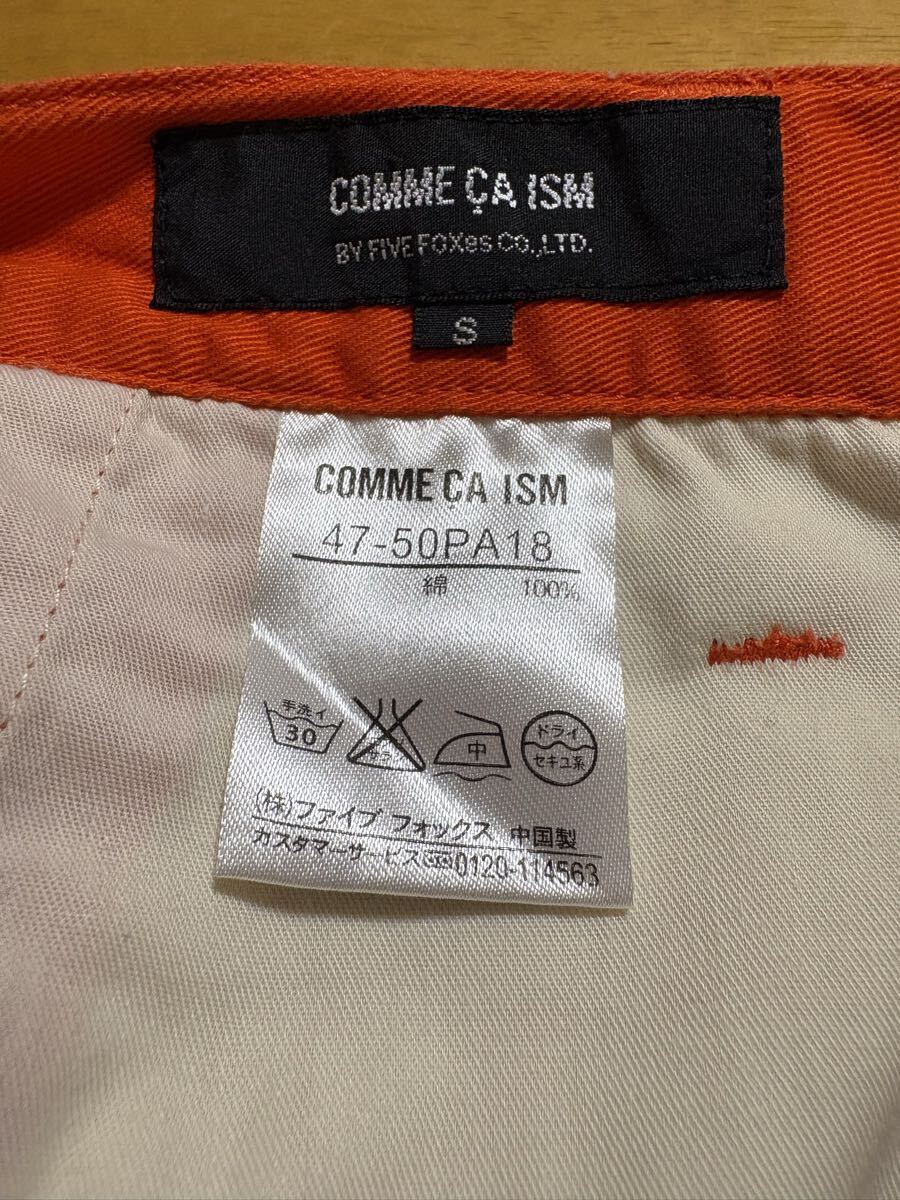 COMME ÇA ISM
BY FIVE FOXes CO.,LTD.
S
COMME ÇA ISM
47-50PA18
綿 100%
手洗イ
30
中
ドライ
セキユ系
(株)ファイブ フォックス 中国製
カスタマーサービス 0120-114563